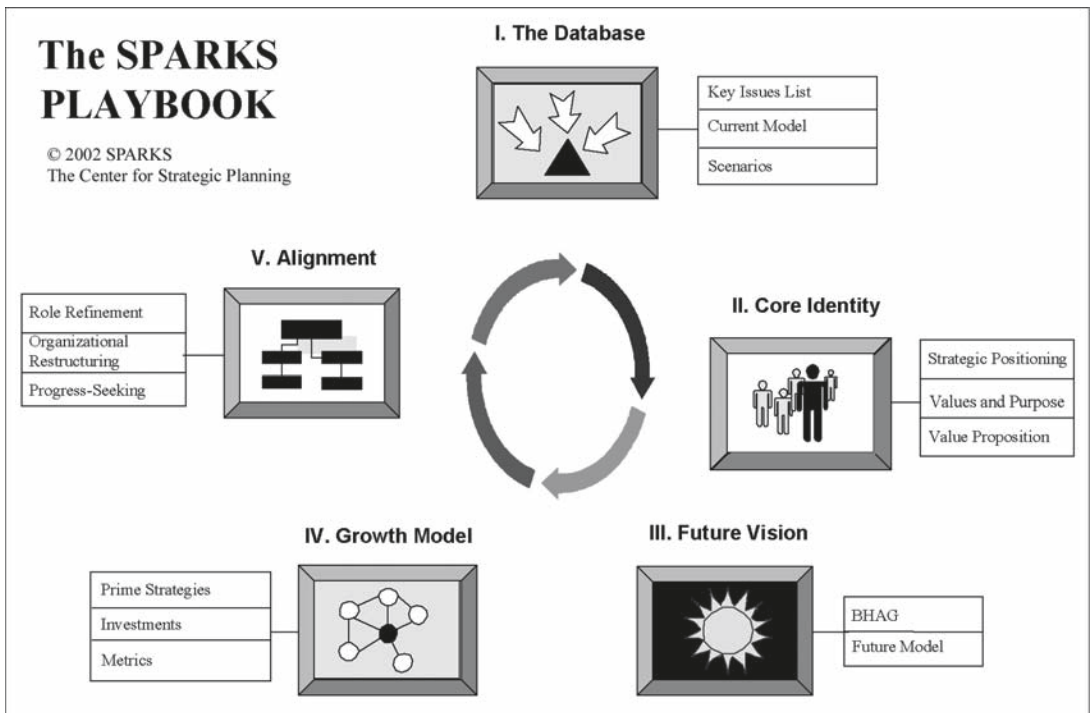 The SPARKS
PLAYBOOK
© 2002 SPARKS
The Center for Strategic Planning
I. The Database
Key Issues List
Current Model
Scenarios
II. Core Identity
Strategic Positioning
Values and Purpose
Value Proposition
III. Future Vision
BHAG
Future Model
IV. Growth Model
Prime Strategies
Investments
Metrics
V. Alignment
Role Refinement
Organizational
Restructuring
Progress-Seeking